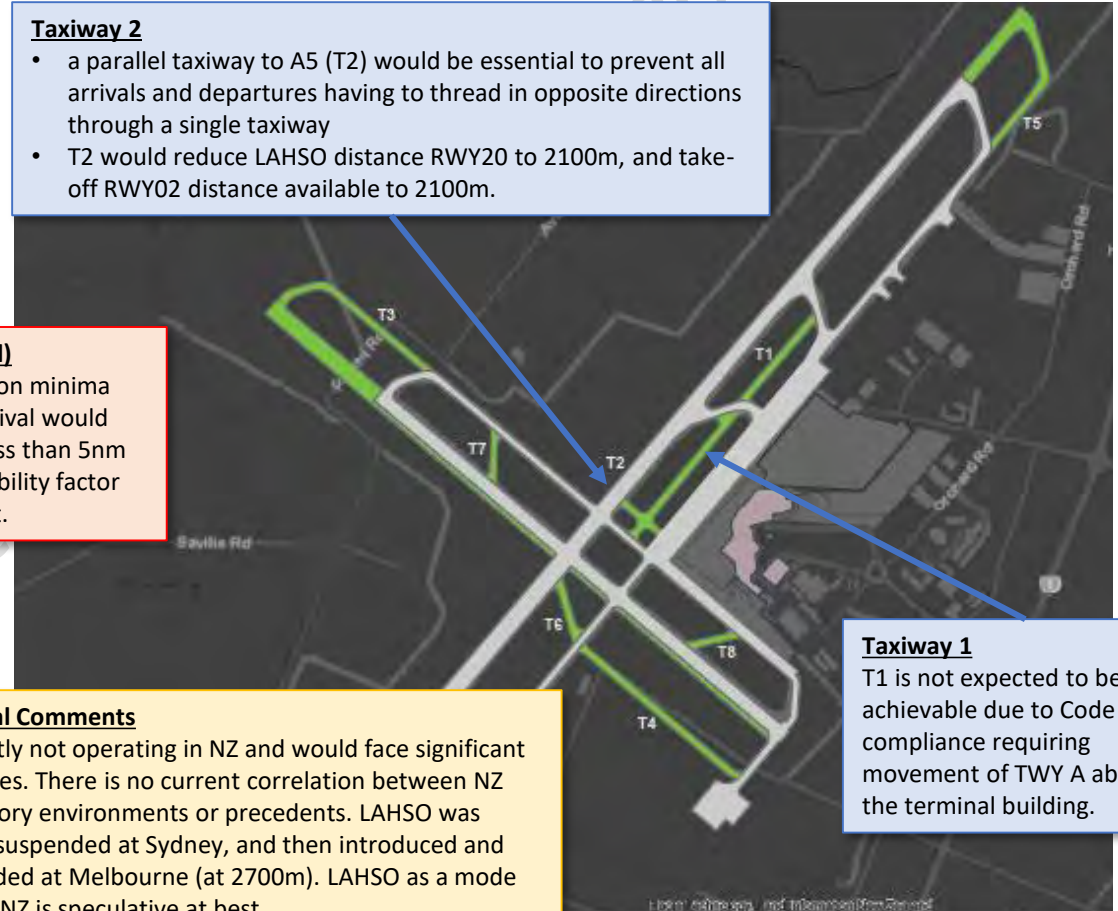 Taxiway 2
• a parallel taxiway to A5 (T2) would be essential to prevent all
arrivals and departures having to thread in opposite directions
through a single taxiway
• T2 would reduce LAHSO distance RWY20 to 2100m, and take-
off RWY02 distance available to 2100m.
T5
Orchard Rd
T3
T1
on minima
ival would
ss than 5nm
bility factor
T7
T2
Orchard Rd
Saville Rd
T6
T8
T4
Taxiway 1
T1 is not expected to be
achievable due to Code
compliance requiring
movement of TWY A ab
the terminal building.
al Comments
tly not operating in NZ and would face significant
es. There is no current correlation between NZ
ory environments or precedents. LAHSO was
suspended at Sydney, and then introduced and
ded at Melbourne (at 2700m). LAHSO as a mode
NZ is speculative at best